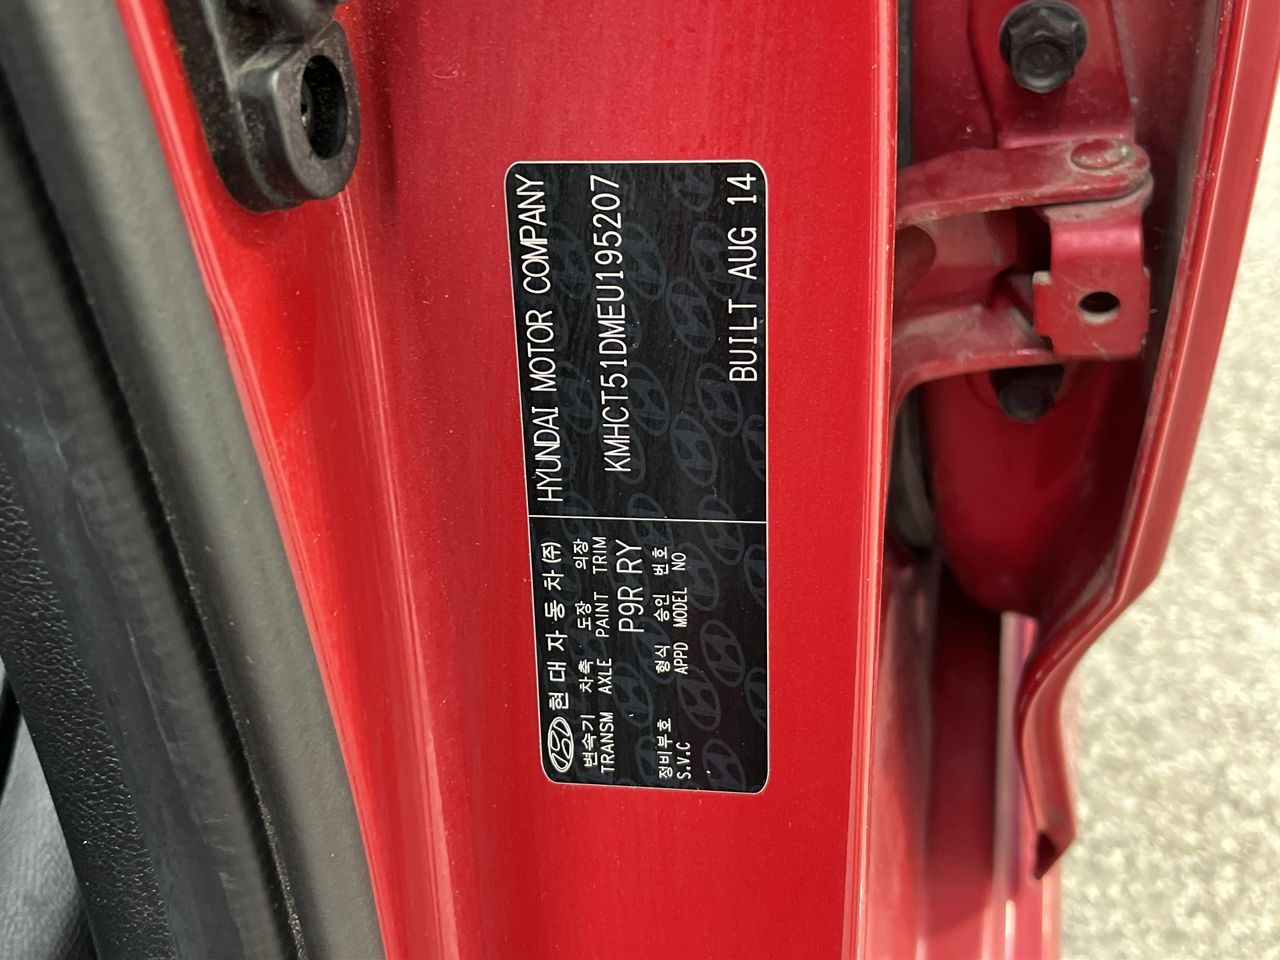 현대자동차(주)
변속기 차축 도장 의장
TRANSM AXLE PAINT TRIM
P9R RY
정비부호 형식 승인 번호
S.V.C APPD MODEL NO
HYUNDAI MOTOR COMPANY
KMHCT51DMEU195207
BUILT AUG 14